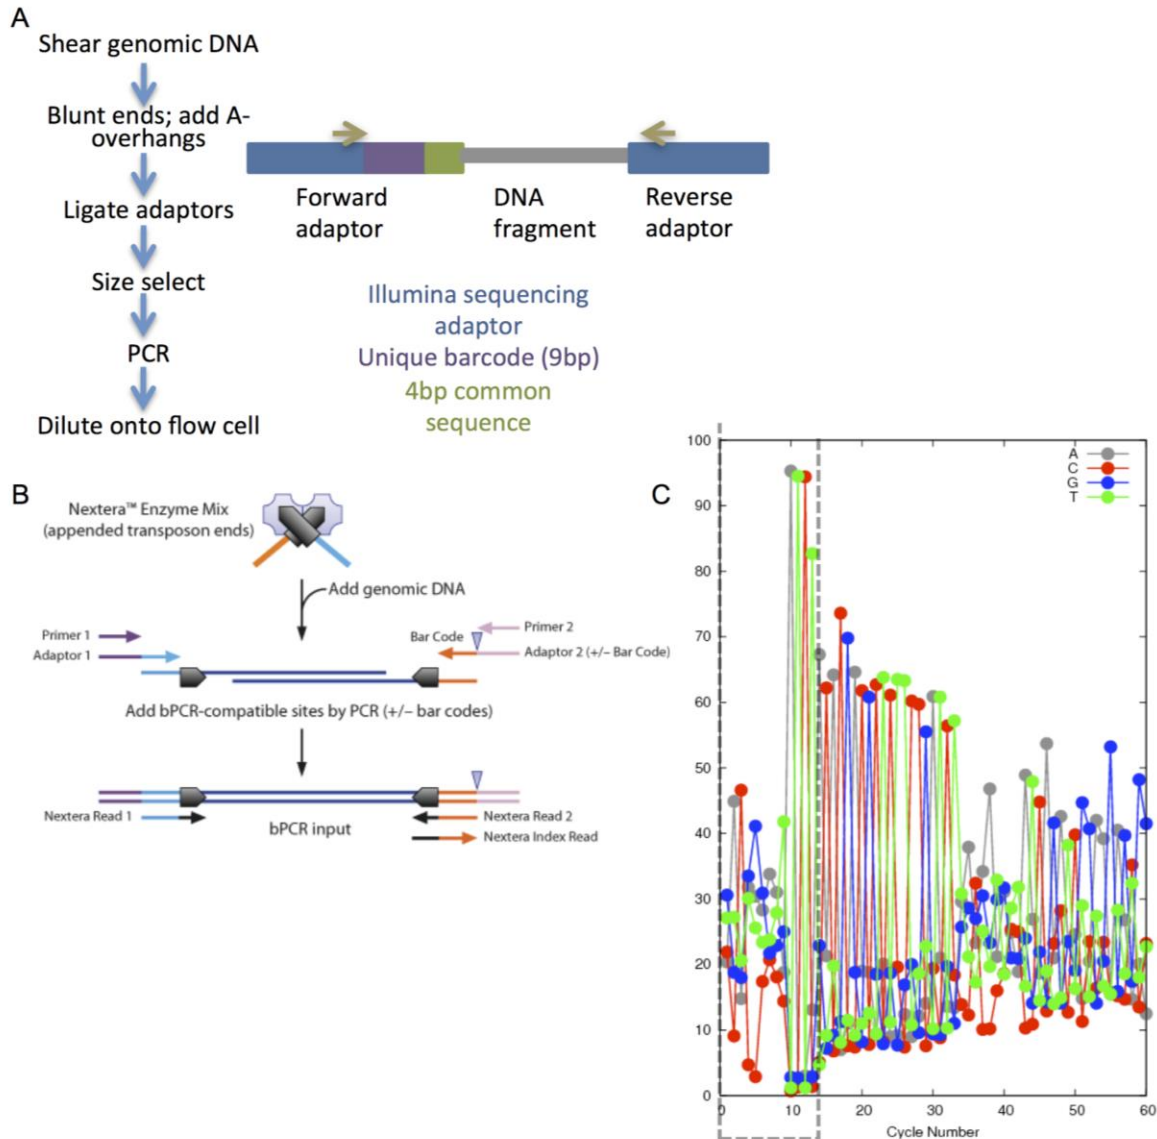 A
Shear genomic DNA
Blunt ends; add A-
overhangs
Ligate adaptors
Size select
PCR
Dilute onto flow cell
Forward
adaptor
DNA
fragment
Reverse
adaptor
Illumina sequencing
adaptor
Unique barcode (9bp)
4bp common
sequence
B
Nextera™ Enzyme Mix
(appended transposon ends)
Add genomic DNA
Primer 1
Adaptor 1
Bar Code
Primer 2
Adaptor 2 (+/– Bar Code)
Add bPCR-compatible sites by PCR (+/– bar codes)
Nextera Read 1
bPCR input
Nextera Read 2
Nextera Index Read
C
A
C
G
T
100
90
80
70
60
50
40
30
20
10
0
0 10 20 30 40 50 60
Cycle Number